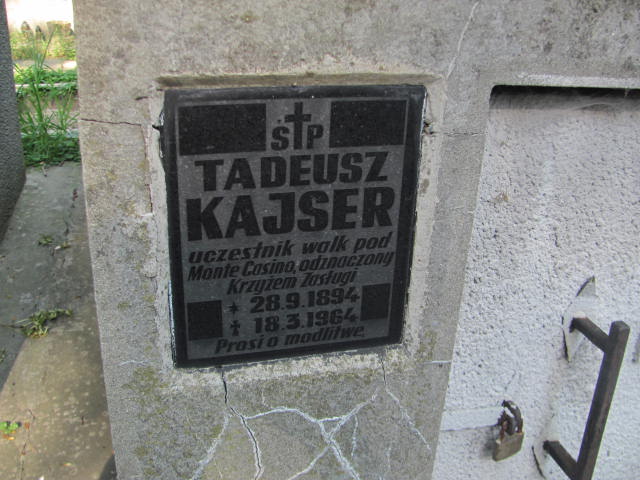 ŚP
TADEUSZ
KAJSER
uczestnik walk pod
Monte Casino, odznaczony
Krzyżem Zasługi
* 28.9.1894
† 18.3.1964
Prosi o modlitwę.